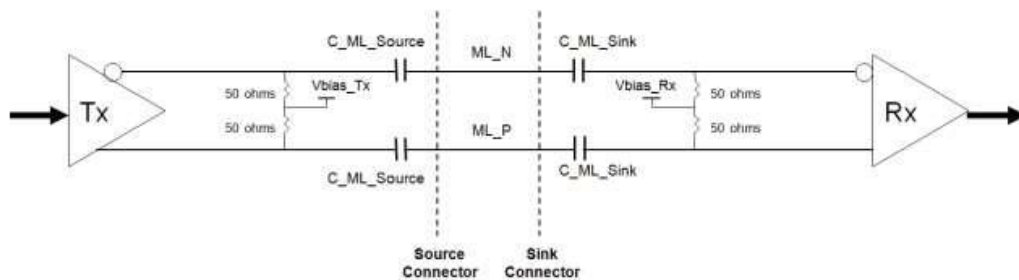 C_ML_Source
ML_N
C_ML_Sink
50 ohms
Vbias_Tx
Vbias_Rx
50 ohms
Tx
50 ohms
50 ohms
Rx
ML_P
C_ML_Source
C_ML_Sink
Source
Connector
Sink
Connector